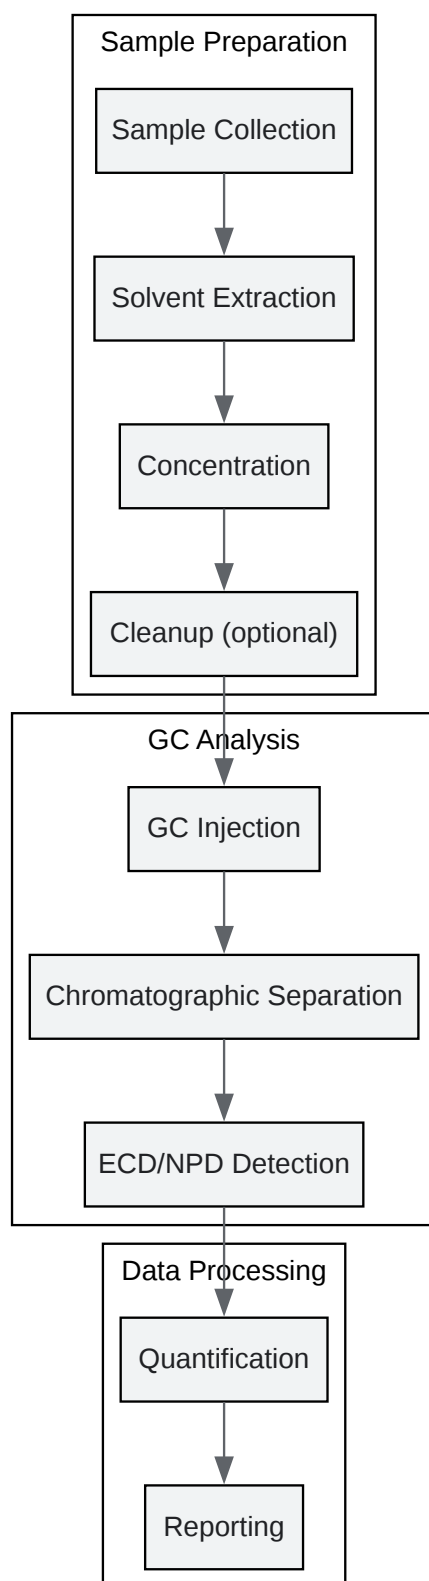 Sample Preparation
Sample Collection
Solvent Extraction
Concentration
Cleanup (optional)
GC Analysis
GC Injection
Chromatographic Separation
ECD/NPD Detection
Data Processing
Quantification
Reporting